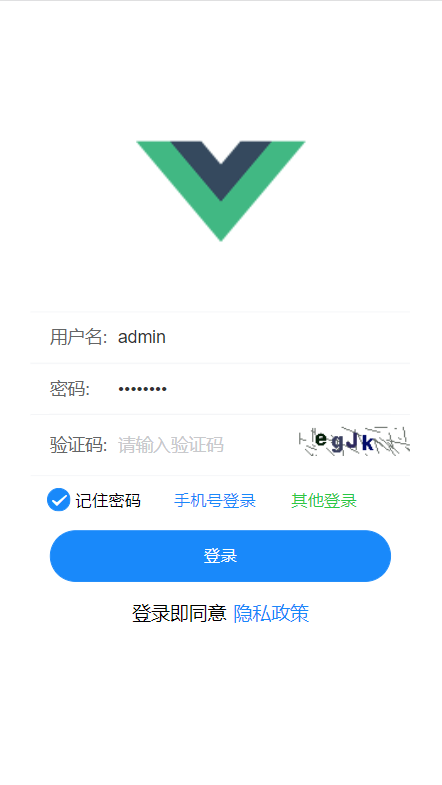 用户名: admin
密码: ••••••••
验证码: 请输入验证码 egJk
记住密码 手机号登录 其他登录
登录
登录即同意 隐私政策